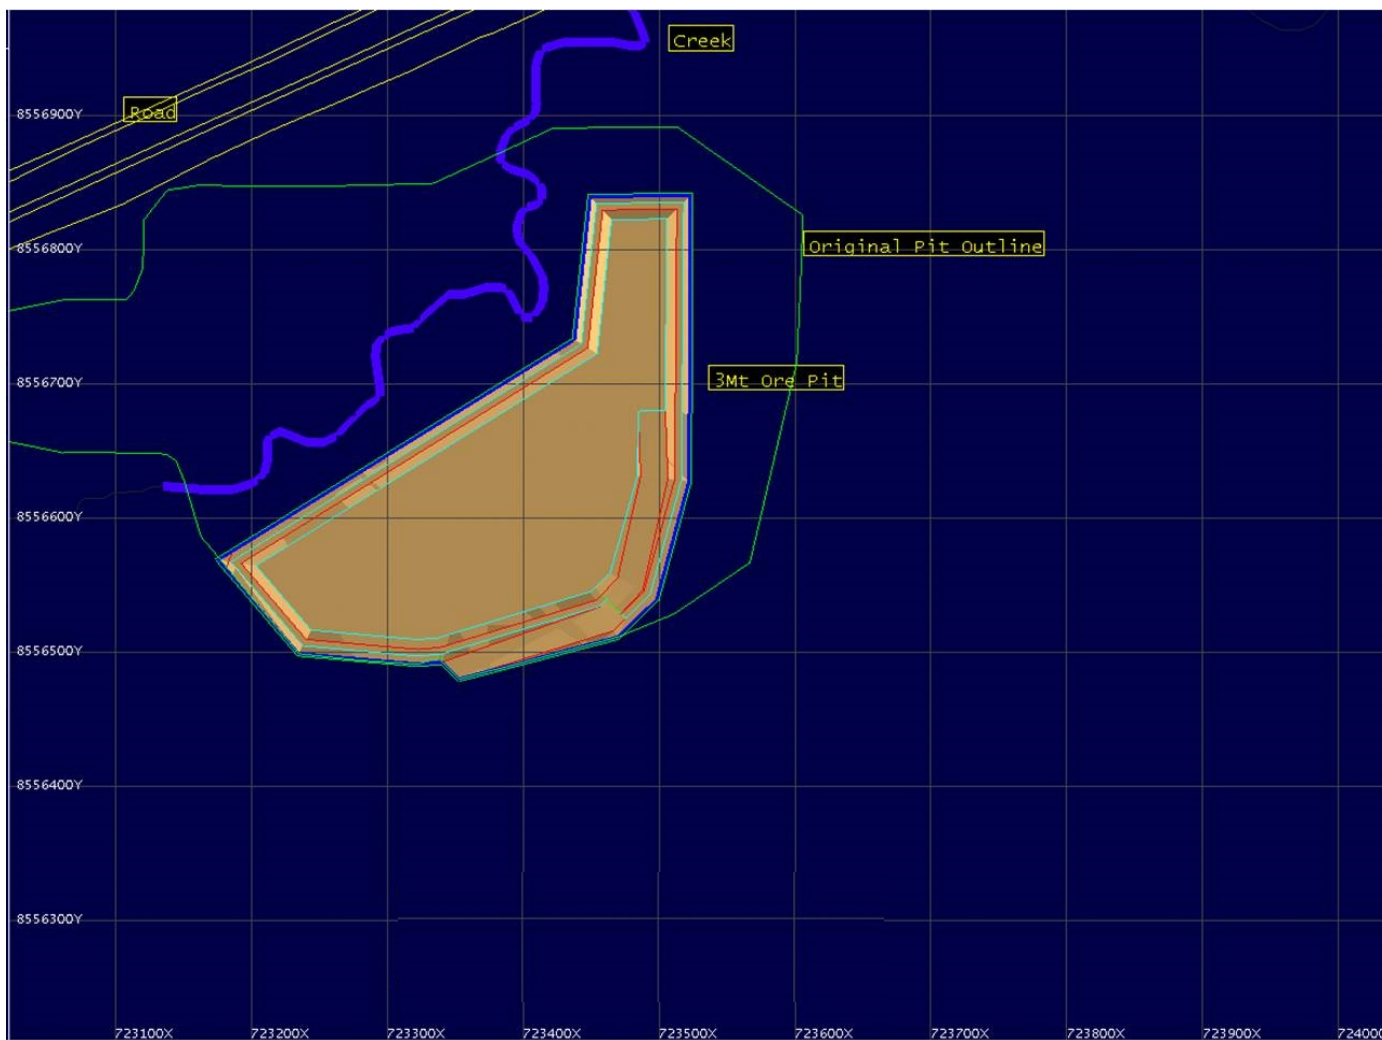 Creek
Road
8556900Y
Original Pit Outline
8556800Y
3Mt Ore Pit
8556700Y
8556600Y
8556500Y
8556400Y
8556300Y
723100X 723200X 723300X 723400X 723500X 723600X 723700X 723800X 723900X 724000